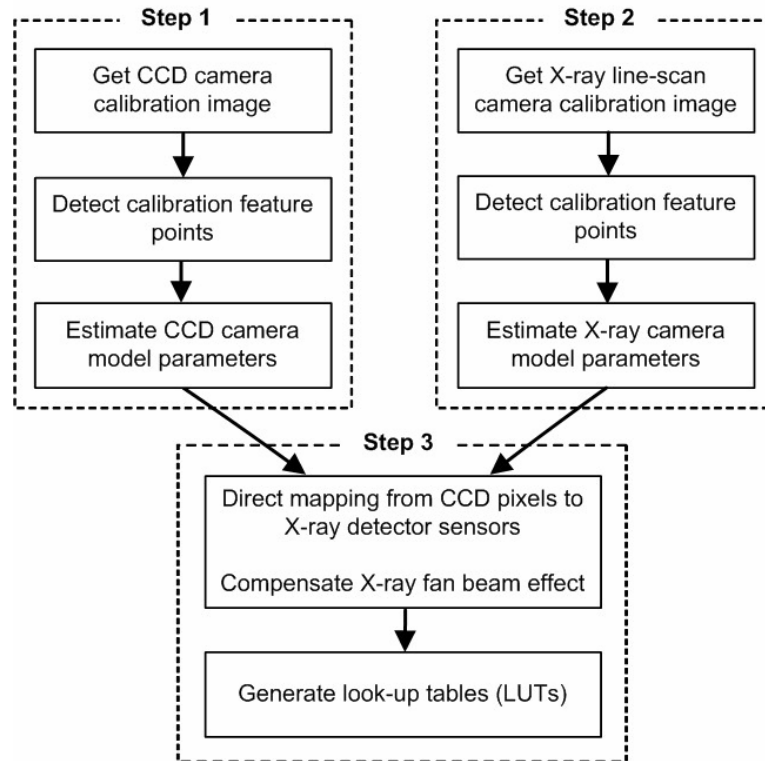 Step 1
Get CCD camera
calibration image
Detect calibration feature
points
Estimate CCD camera
model parameters
Step 2
Get X-ray line-scan
camera calibration image
Detect calibration feature
points
Estimate X-ray camera
model parameters
Step 3
Direct mapping from CCD pixels to
X-ray detector sensors
Compensate X-ray fan beam effect
Generate look-up tables (LUTs)